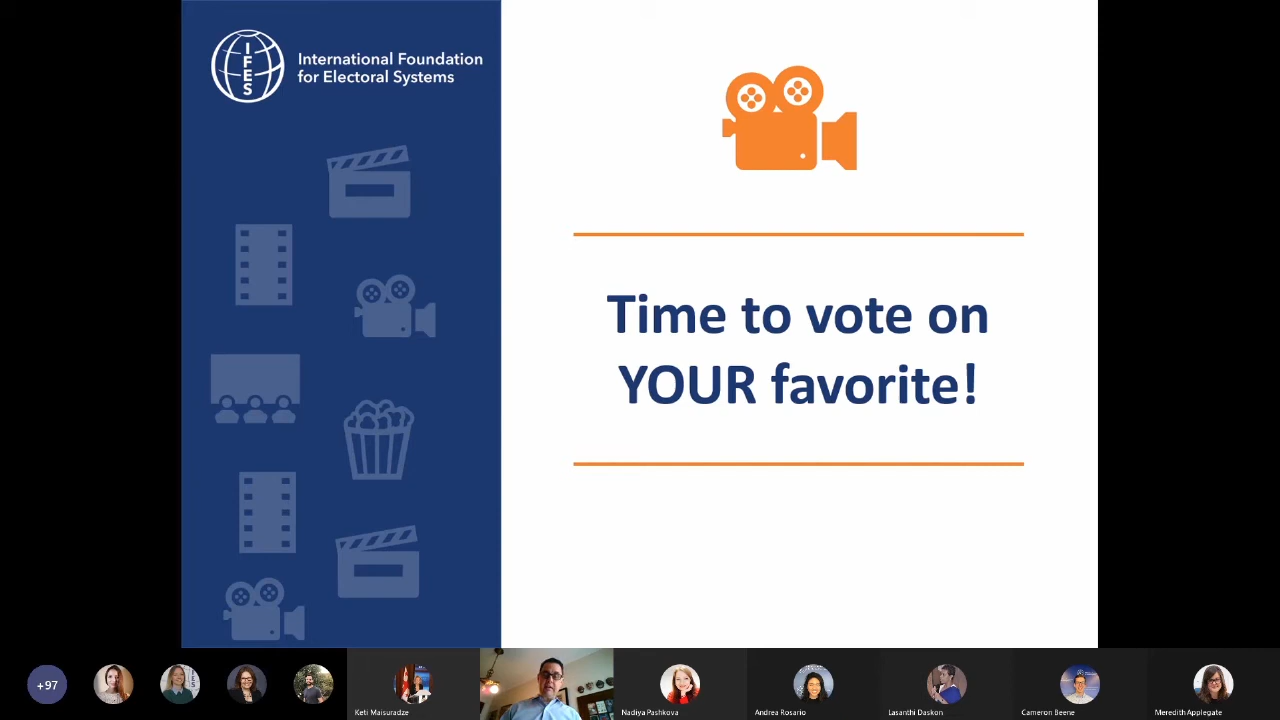 IFES
International Foundation
for Electoral Systems
Time to vote on
YOUR favorite!
+97
Keti Maisuradze
Nadiya Pashkova
Andrea Rosario
Lasanthi Daskon
Cameron Beene
Meredith Applegate